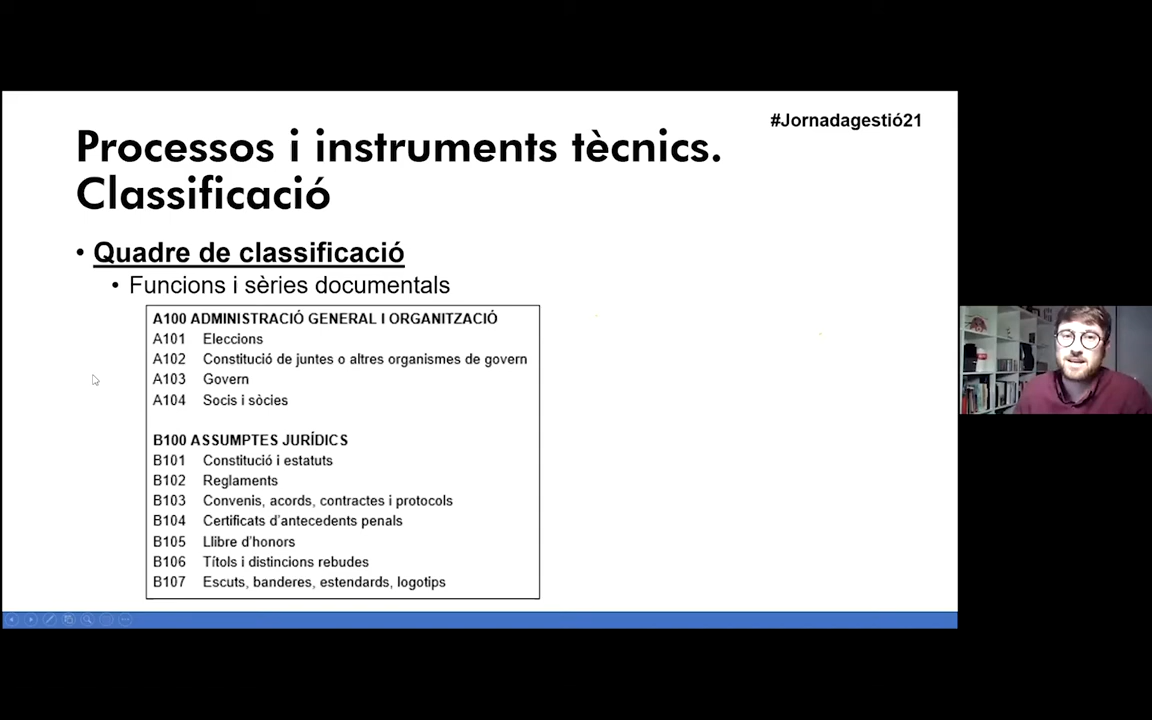 #Jornadagestió21
Processos i instruments tècnics.
Classificació
• Quadre de classificació
• Funcions i sèries documentals
A100 ADMINISTRACIÓ GENERAL I ORGANITZACIÓ
A101 Eleccions
A102 Constitució de juntes o altres organismes de govern
A103 Govern
A104 Socis i sòcies
B100 ASSUMPTES JURÍDICS
B101 Constitució i estatuts
B102 Reglaments
B103 Convenis, acords, contractes i protocols
B104 Certificats d'antecedents penals
B105 Llibre d'honors
B106 Títols i distincions rebudes
B107 Escuts, banderes, estendards, logotips